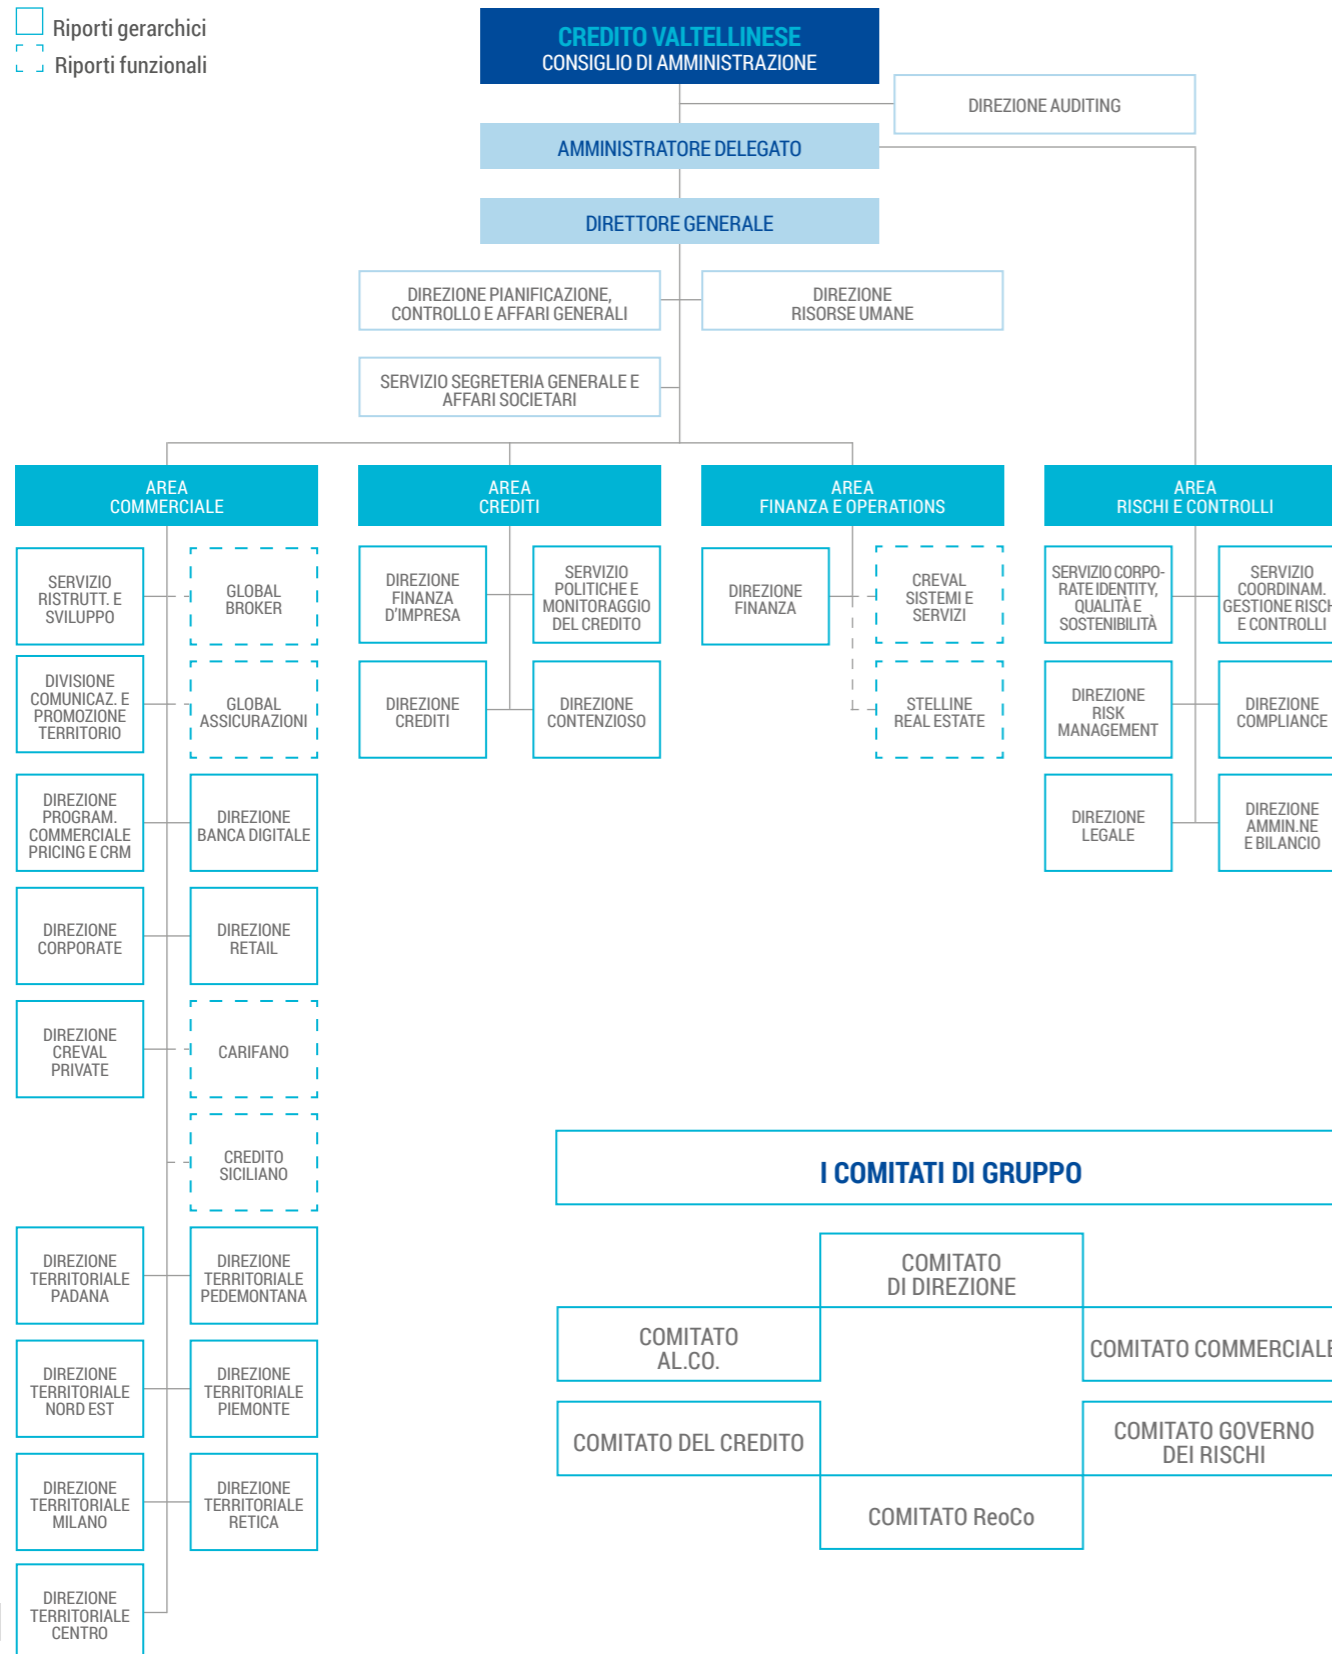 Riporti gerarchici
Riporti funzionali
CREDITO VALTELLINESE
CONSIGLIO DI AMMINISTRAZIONE
DIREZIONE AUDITING
AMMINISTRATORE DELEGATO
DIRETTORE GENERALE
DIREZIONE PIANIFICAZIONE,
CONTROLLO E AFFARI GENERALI
DIREZIONE
RISORSE UMANE
SERVIZIO SEGRETERIA GENERALE E
AFFARI SOCIETARI
AREA
COMMERCIALE
AREA
CREDITI
AREA
FINANZA E OPERATIONS
AREA
RISCHI E CONTROLLI
SERVIZIO
RISTRUTT. E
SVILUPPO
GLOBAL
BROKER
DIREZIONE
FINANZA
D'IMPRESA
SERVIZIO
POLITICHE E
MONITORAGGIO
DEL CREDITO
DIREZIONE
FINANZA
CREVAL
SISTEMI E
SERVIZI
SERVIZIO CORPO-
RATE IDENTITY,
QUALITÀ E
SOSTENIBILITÀ
SERVIZIO
COORDINAM.
GESTIONE RISCH
E CONTROLLI
DIVISIONE
COMUNICAZ. E
PROMOZIONE
TERRITORIO
GLOBAL
ASSICURAZIONI
DIREZIONE
CREDITI
DIREZIONE
CONTENZIOSO
STELLINE
REAL ESTATE
DIREZIONE
RISK
MANAGEMENT
DIREZIONE
COMPLIANCE
DIREZIONE
PROGRAM.
COMMERCIALE
PRICING E CRM
DIREZIONE
BANCA DIGITALE
DIREZIONE
LEGALE
DIREZIONE
AMMIN.NE
E BILANCIO
DIREZIONE
CORPORATE
DIREZIONE
RETAIL
DIREZIONE
CREVAL
PRIVATE
CARIFANO
CREDITO
SICILIANO
DIREZIONE
TERRITORIALE
PADANA
DIREZIONE
TERRITORIALE
PEDEMONTANA
DIREZIONE
TERRITORIALE
NORD EST
DIREZIONE
TERRITORIALE
PIEMONTE
DIREZIONE
TERRITORIALE
MILANO
DIREZIONE
TERRITORIALE
RETICA
DIREZIONE
TERRITORIALE
CENTRO
I COMITATI DI GRUPPO
COMITATO
DI DIREZIONE
COMITATO
AL.CO.
COMITATO COMMERCIALE
COMITATO DEL CREDITO
COMITATO GOVERNO
DEI RISCHI
COMITATO ReoCo